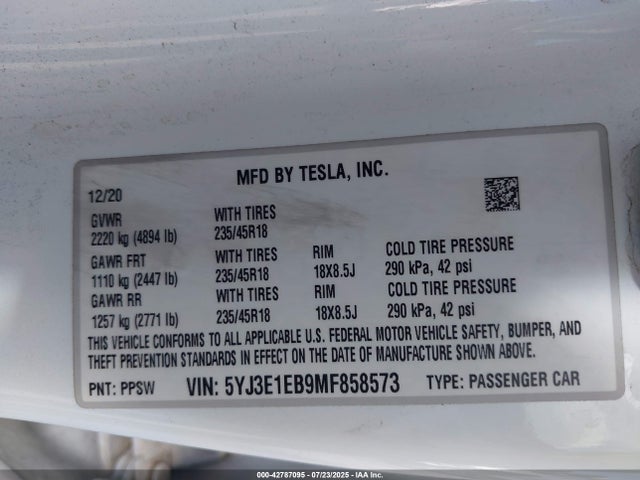 MFD BY TESLA, INC.
12/20
GVWR WITH TIRES
2220 kg (4894 lb) 235/45R18
GAWR FRT WITH TIRES RIM COLD TIRE PRESSURE
1110 kg (2447 lb) 235/45R18 18X8.5J 290 kPa, 42 psi
GAWR RR WITH TIRES RIM COLD TIRE PRESSURE
1257 kg (2771 lb) 235/45R18 18X8.5J 290 kPa, 42 psi
THIS VEHICLE CONFORMS TO ALL APPLICABLE U.S. FEDERAL MOTOR VEHICLE SAFETY, BUMPER, AND
THEFT PREVENTION STANDARDS IN EFFECT ON THE DATE OF MANUFACTURE SHOWN ABOVE.
PNT: PPSW VIN: 5YJ3E1EB9MF858573 TYPE: PASSENGER CAR
000-42787095 - 07/23/2025 - IAA Inc.